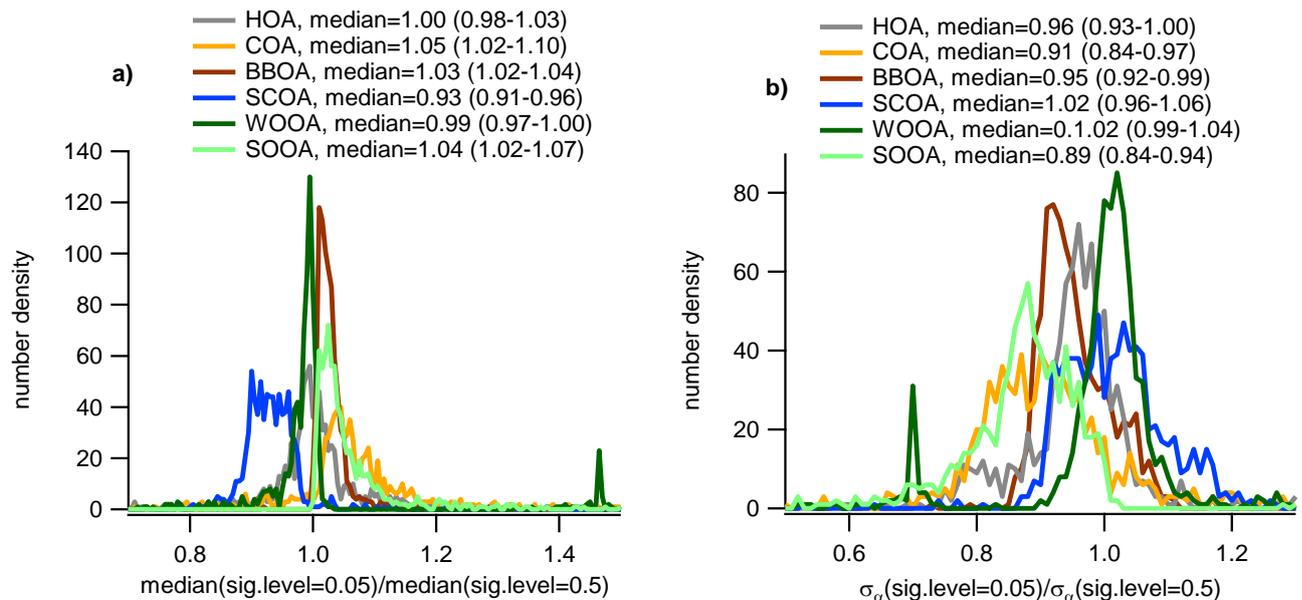 a)
HOA, median=1.00 (0.98-1.03)
COA, median=1.05 (1.02-1.10)
BBOA, median=1.03 (1.02-1.04)
SCOA, median=0.93 (0.91-0.96)
WOOA, median=0.99 (0.97-1.00)
SOOA, median=1.04 (1.02-1.07)
number density
140
120
100
80
60
40
20
0
0.8 1.0 1.2 1.4
median(sig.level=0.05)/median(sig.level=0.5)
b)
HOA, median=0.96 (0.93-1.00)
COA, median=0.91 (0.84-0.97)
BBOA, median=0.95 (0.92-0.99)
SCOA, median=1.02 (0.96-1.06)
WOOA, median=0.1.02 (0.99-1.04)
SOOA, median=0.89 (0.84-0.94)
number density
80
60
40
20
0
0.6 0.8 1.0 1.2
σα(sig.level=0.05)/σα(sig.level=0.5)